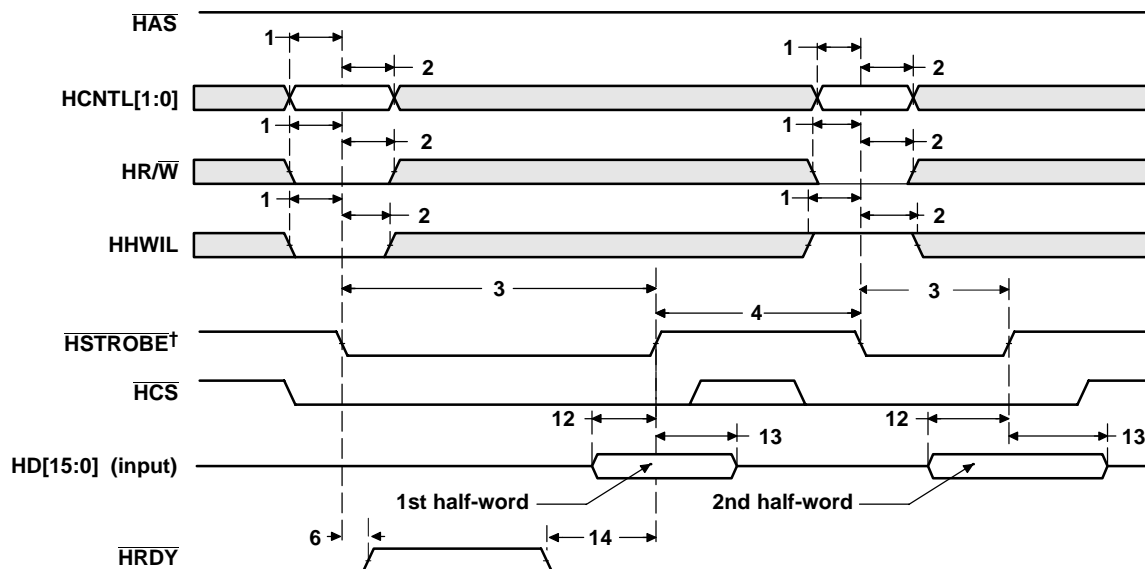 HAS
1
1
2
2
HCNTL[1:0]
1
1
2
2
HR/W
1
1
2
2
HHWIL
3
3
4
HSTROBE†
HCS
12
12
13
13
HD[15:0] (input)
1st half-word
2nd half-word
6
14
HRDY